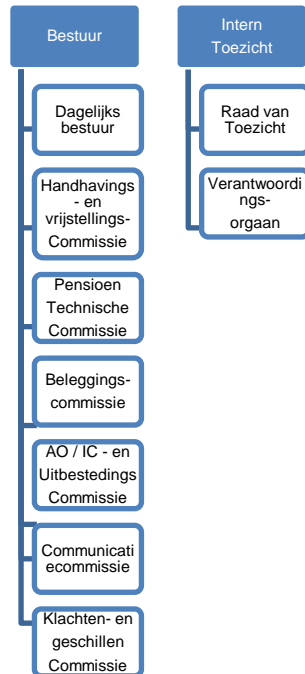 Bestuur
Dagelijks
bestuur
Handhavings
- en
vrijstellings-
Commissie
Pensioen
Technische
Commissie
Beleggings-
commissie
AO / IC - en
Uitbestedings
Commissie
Communicati
ecommissie
Klachten- en
geschillen
Commissie
Intern
Toezicht
Raad van
Toezicht
Verantwoordi
ngs-
orgaan